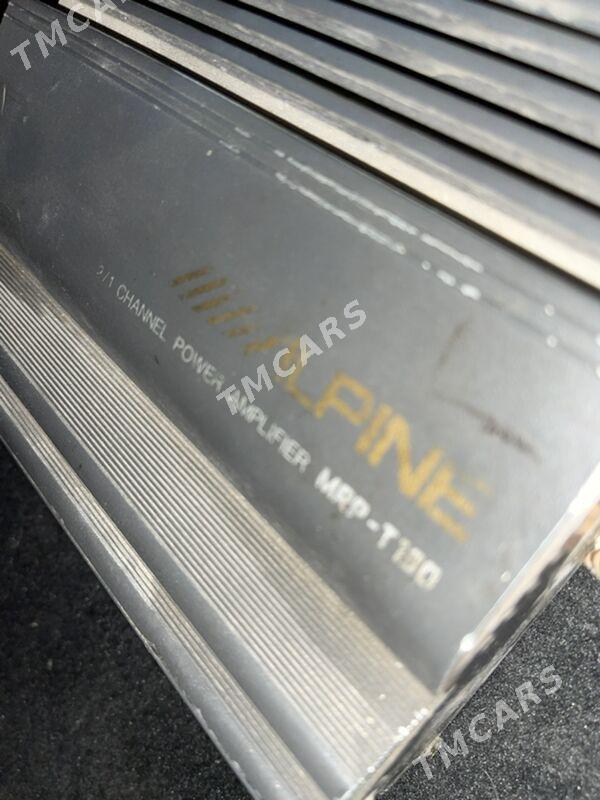 TMCARS
ALPINE
2/1 CHANNEL POWER AMPLIFIER MRP-T130
TMCARS
TMCARS